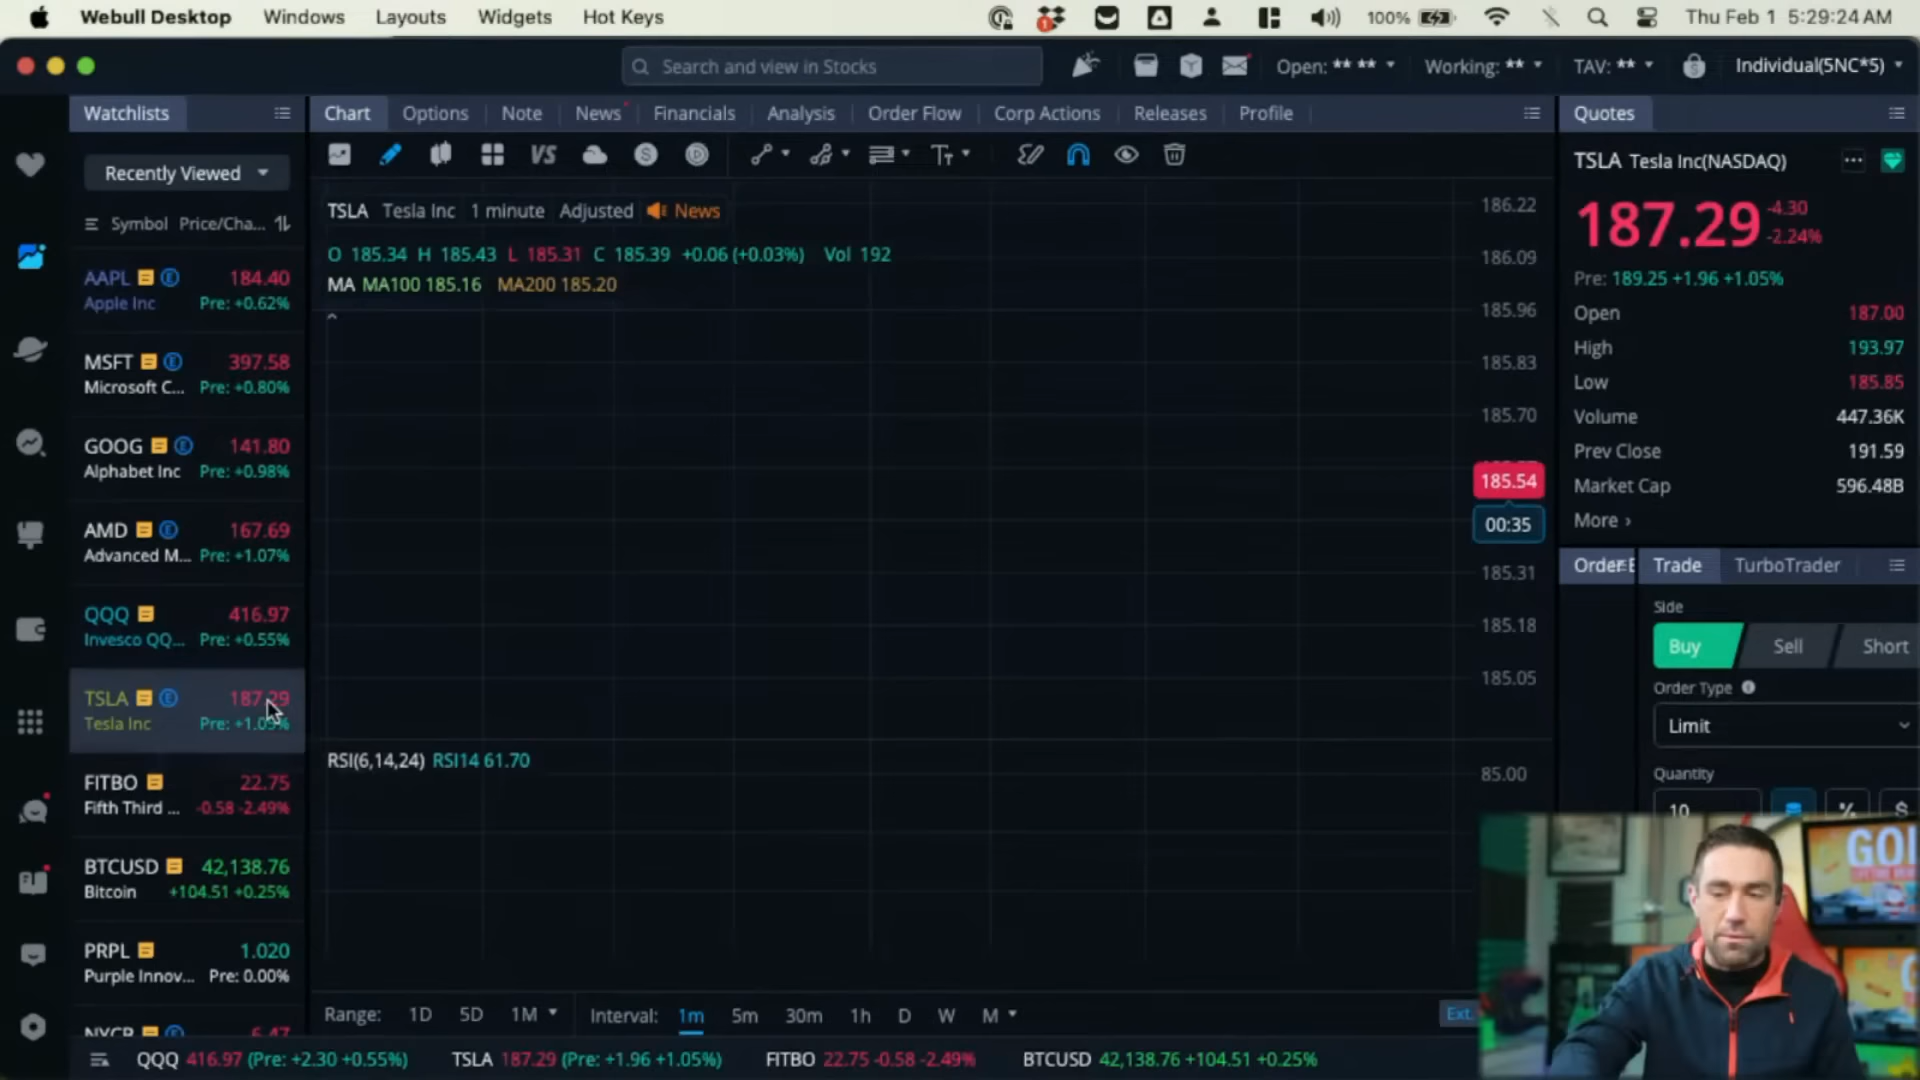 Webull Desktop Windows Layouts Widgets Hot Keys
1
100%
Thu Feb 1 5:29:24 AM
Search and view in Stocks
Open: ** ** Working: ** TAV: ** Individual(5NC*5)
Watchlists
Recently Viewed
Symbol Price/Cha...
AAPL E 184.40
Apple Inc Pre: +0.62%
MSFT E 397.58
Microsoft C... Pre: +0.80%
GOOG E 141.80
Alphabet Inc Pre: +0.98%
AMD E 167.69
Advanced M... Pre: +1.07%
QQQ 416.97
Invesco QQ... Pre: +0.55%
TSLA E 187.29
Tesla Inc Pre: +1.05%
FITBO 22.75
Fifth Third ... -0.58 -2.49%
BTCUSD 42,138.76
Bitcoin +104.51 +0.25%
PRPL 1.020
Purple Innov... Pre: 0.00%
NYCB E 6.47
Chart Options Note News Financials Analysis Order Flow Corp Actions Releases Profile
VS S D T
TSLA Tesla Inc 1 minute Adjusted News
O 185.34 H 185.43 L 185.31 C 185.39 +0.06 (+0.03%) Vol 192
MA MA100 185.16 MA200 185.20
186.22
186.09
185.96
185.83
185.70
185.54
00:35
185.31
185.18
185.05
RSI(6,14,24) RSI14 61.70
85.00
Range: 1D 5D 1M Interval: 1m 5m 30m 1h D W M Ext.
Quotes
TSLA Tesla Inc(NASDAQ)
187.29 -4.30
-2.24%
Pre: 189.25 +1.96 +1.05%
Open 187.00
High 193.97
Low 185.85
Volume 447.36K
Prev Close 191.59
Market Cap 596.48B
More ›
Order Trade TurboTrader
Side
Buy Sell Short
Order Type
Limit
Quantity
10 % $
GOI
QQQ 416.97 (Pre: +2.30 +0.55%) TSLA 187.29 (Pre: +1.96 +1.05%) FITBO 22.75 -0.58 -2.49% BTCUSD 42,138.76 +104.51 +0.25%